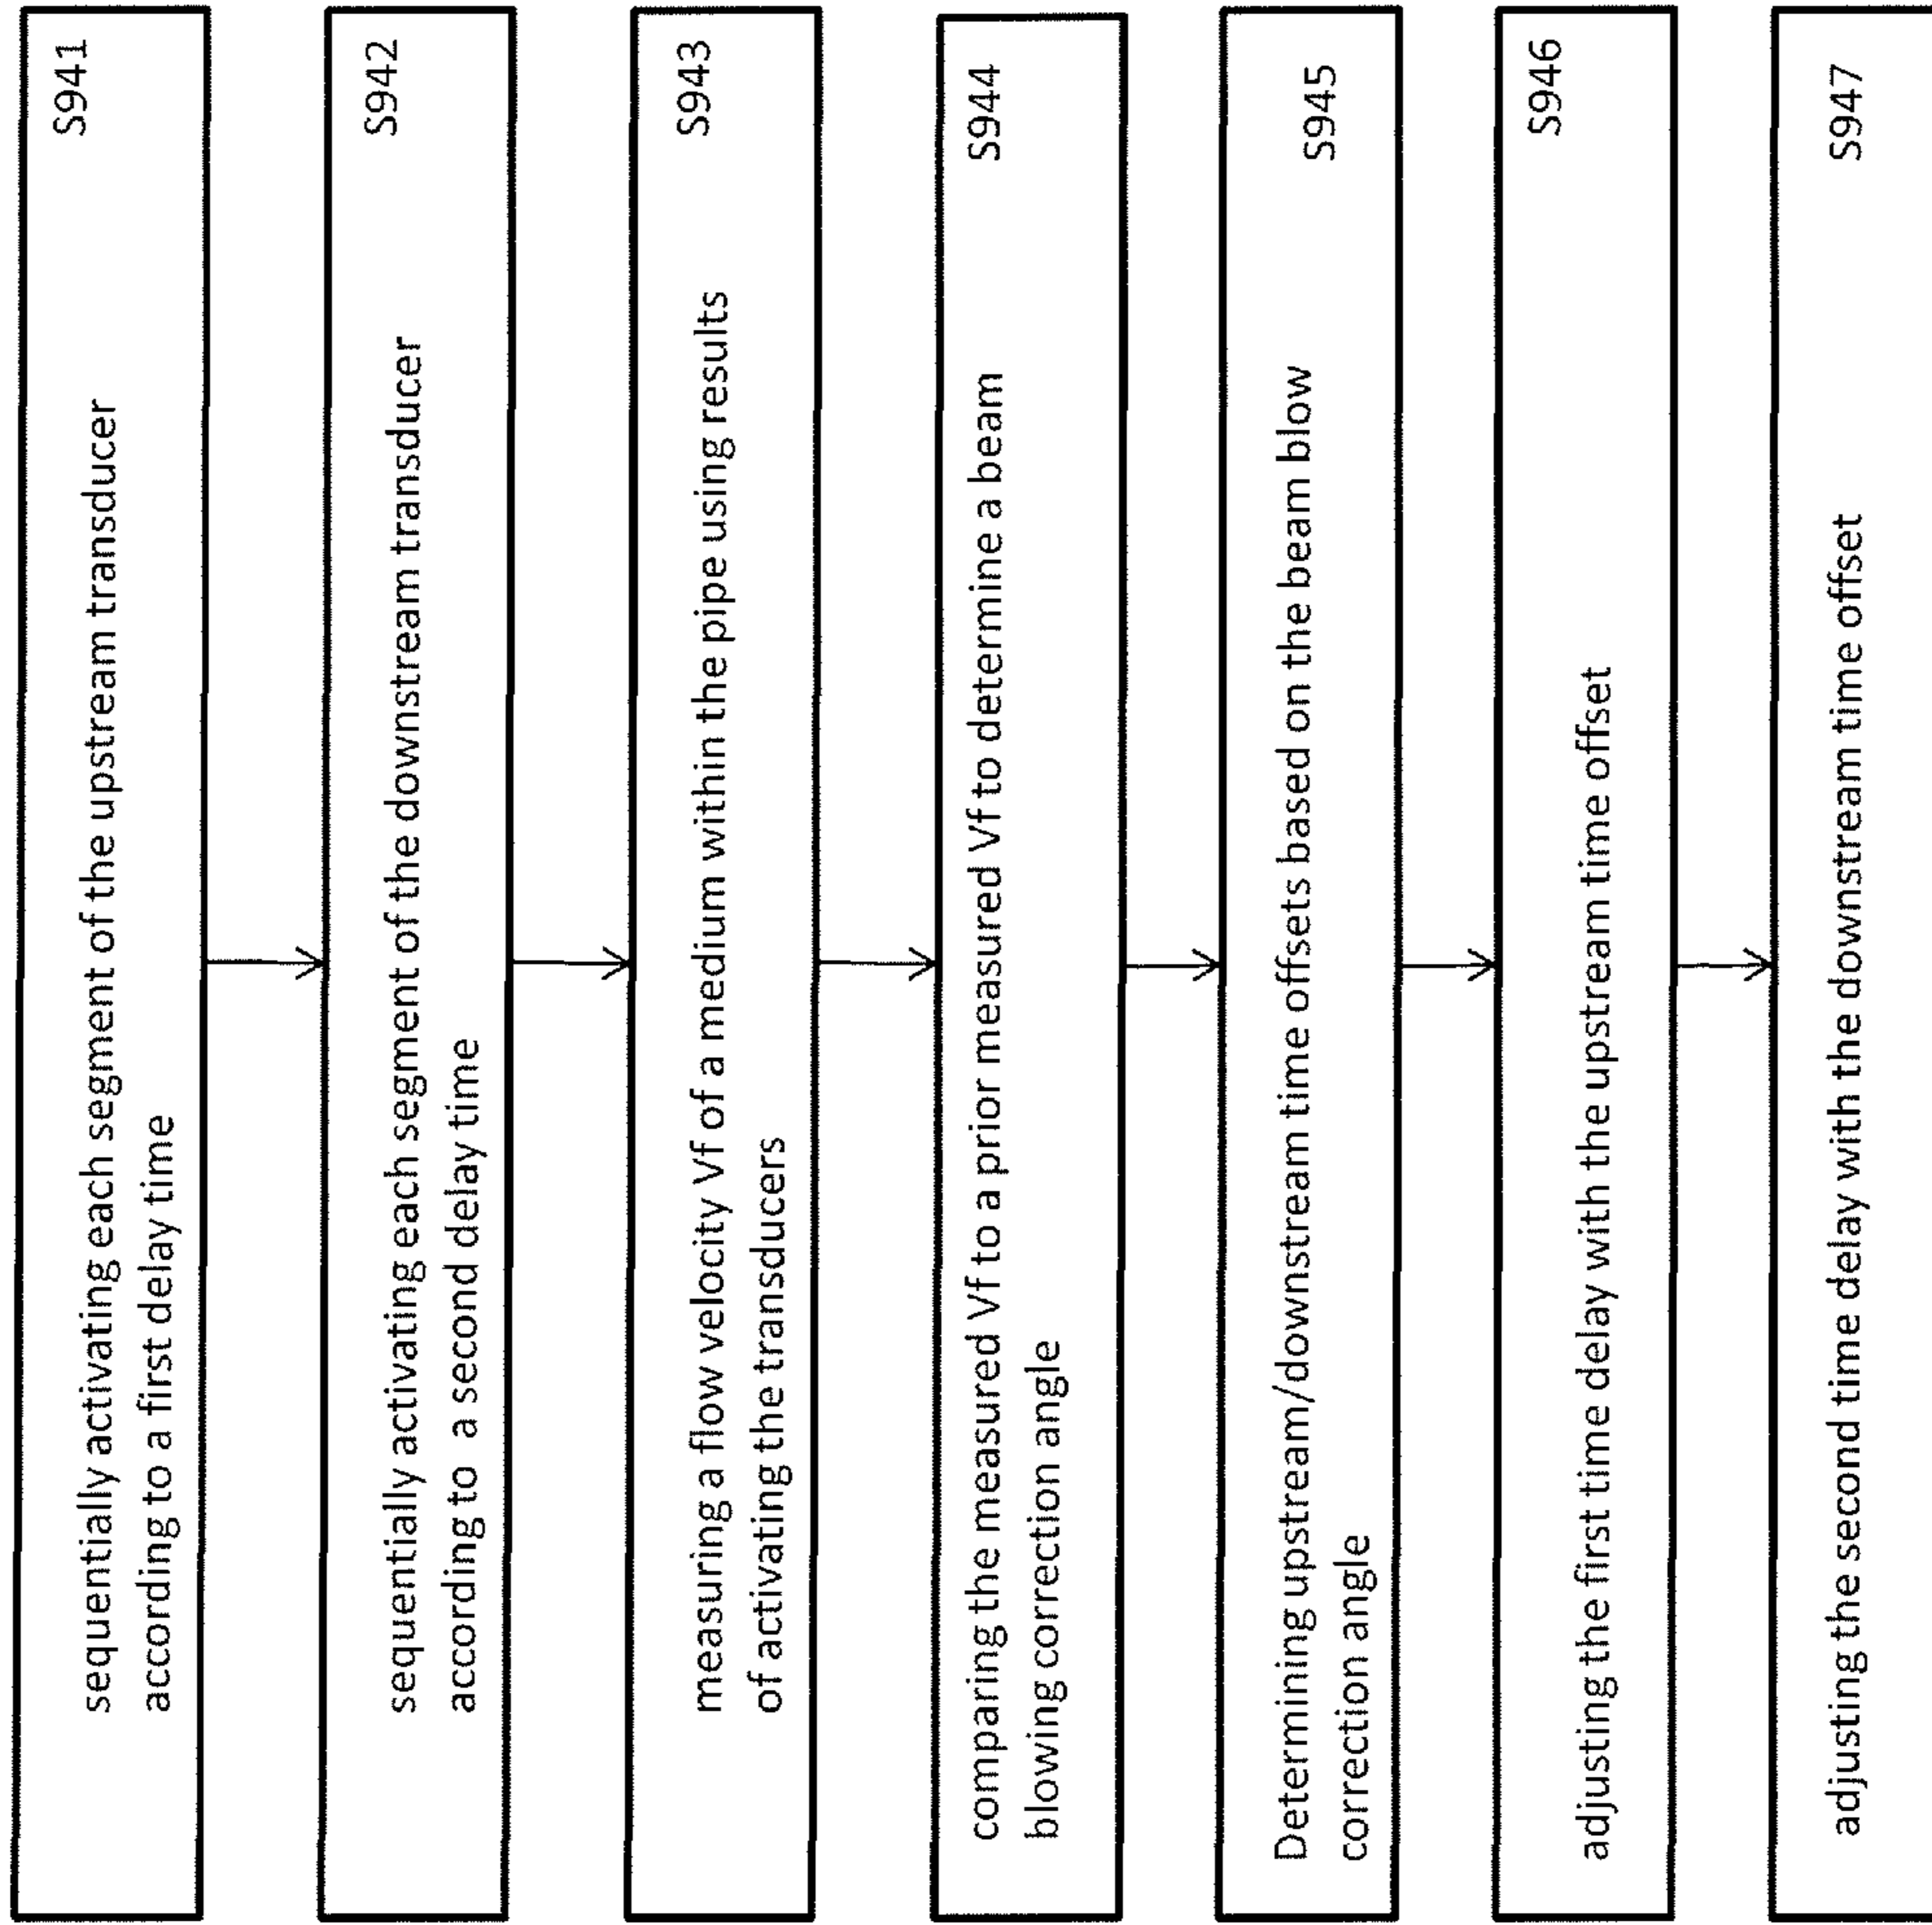 sequentially activating each segment of the upstream transducer
according to a first delay time
S941
sequentially activating each segment of the downstream transducer
according to  a second delay time
S942
measuring a flow velocity Vf of a medium within the pipe using results
of activating the transducers
S943
comparing the measured Vf to a prior measured Vf to determine a beam
blowing correction angle
S944
Determining upstream/downstream time offsets based on the beam blow
correction angle
S945
adjusting the first time delay with the upstream time offset
S946
adjusting the second time delay with the downstream time offset
S947